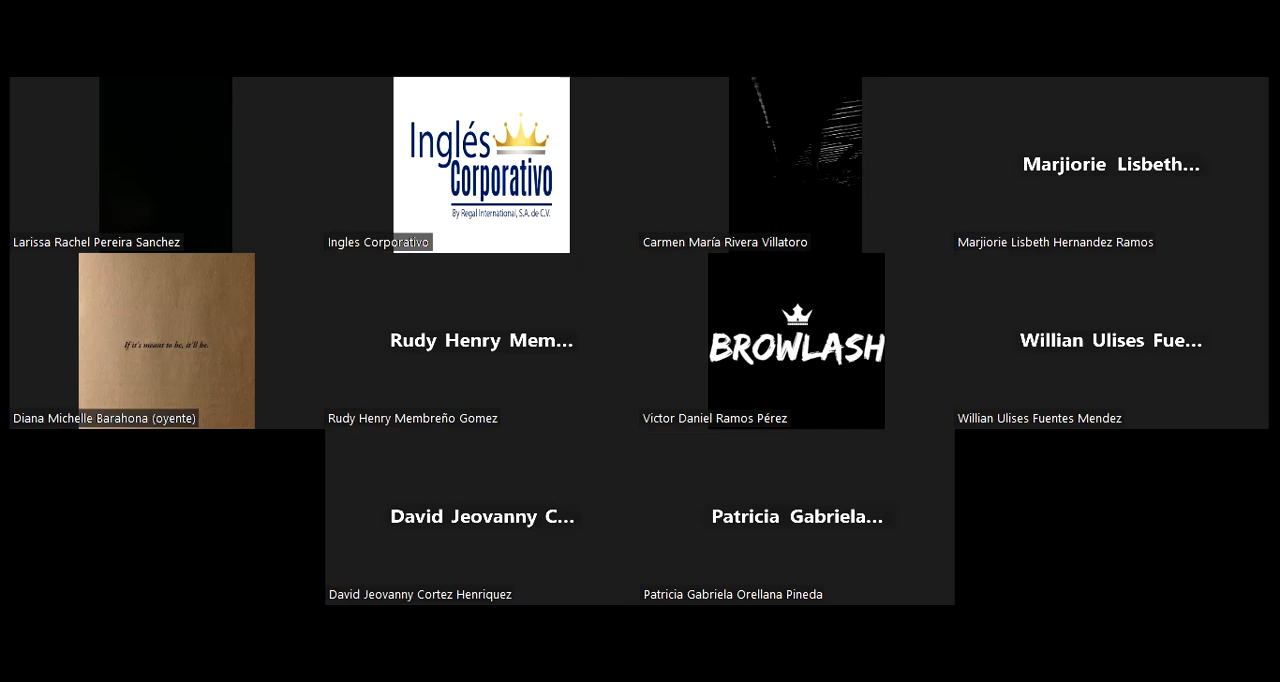 Inglés
Corporativo
By Regal International, S.A. de C.V.
Marjiorie Lisbeth...
Larissa Rachel Pereira Sanchez
Ingles Corporativo
Carmen María Rivera Villatoro
Marjiorie Lisbeth Hernandez Ramos
If it's meant to be, it'll be.
Rudy Henry Mem...
BROWLASH
Willian Ulises Fue...
Diana Michelle Barahona (oyente)
Rudy Henry Membreño Gomez
Victor Daniel Ramos Pérez
Willian Ulises Fuentes Mendez
David Jeovanny C...
Patricia Gabriela...
David Jeovanny Cortez Henriquez
Patricia Gabriela Orellana Pineda